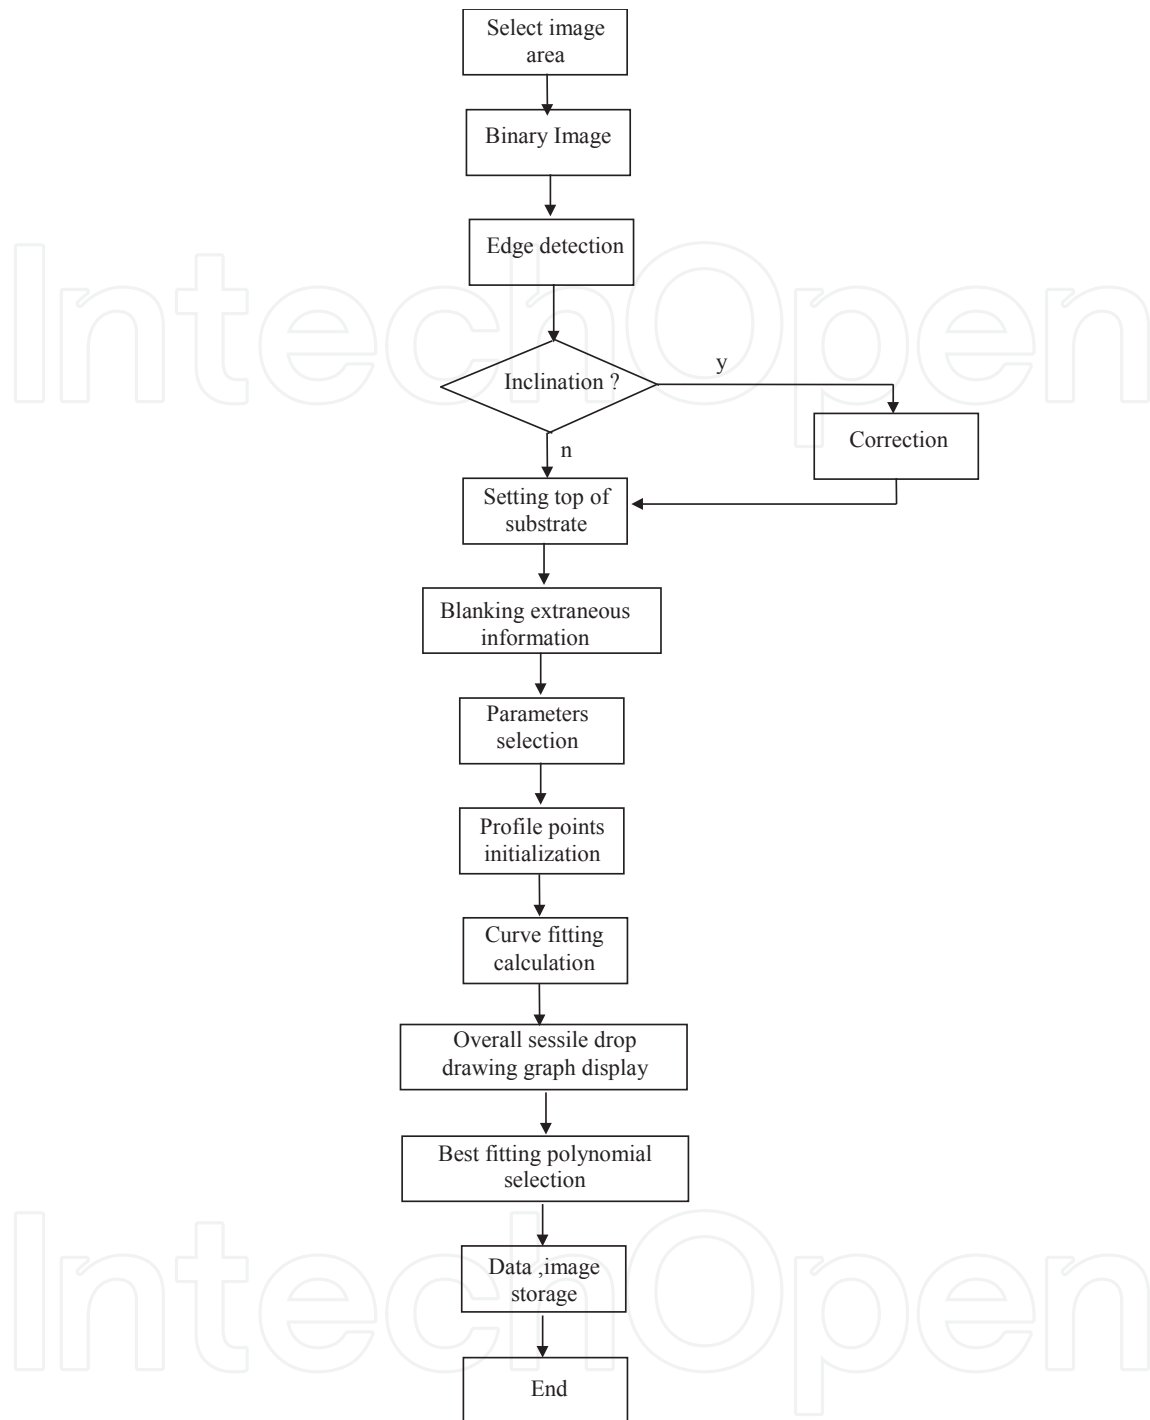 Select image
area
Binary Image
Edge detection
Inclination ?
y
Correction
n
Setting top of
substrate
Blanking extraneous
information
Parameters
selection
Profile points
initialization
Curve fitting
calculation
Overall sessile drop
drawing graph display
Best fitting polynomial
selection
Data ,image
storage
End
IntechOpen
IntechOpen